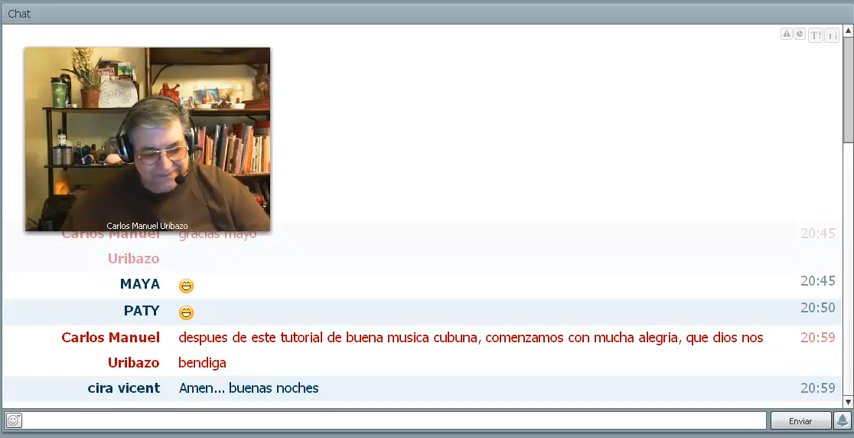 Chat
Carlos Manuel Uribazo
Carlos Manuel gracias mayo 20:45
Uribazo
MAYA 20:45
PATY 20:50
Carlos Manuel despues de este tutorial de buena musica cubuna, comenzamos con mucha alegria, que dios nos 20:59
Uribazo bendiga
cira vicent Amen... buenas noches 20:59
Enviar